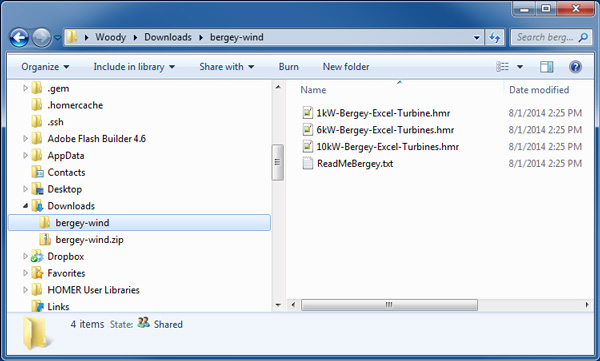 Woody Downloads bergey-wind Search berg...
Organize Include in library Share with Burn New folder
.gem
.homercache
.ssh
Adobe Flash Builder 4.6
AppData
Contacts
Desktop
Downloads
bergey-wind
bergey-wind.zip
Dropbox
Favorites
HOMER User Libraries
Links
Name Date modified
1kW-Bergey-Excel-Turbine.hmr 8/1/2014 2:25 PM
6kW-Bergey-Excel-Turbines.hmr 8/1/2014 2:25 PM
10kW-Bergey-Excel-Turbines.hmr 8/1/2014 2:25 PM
ReadMeBergey.txt 8/1/2014 2:25 PM
4 items State: Shared